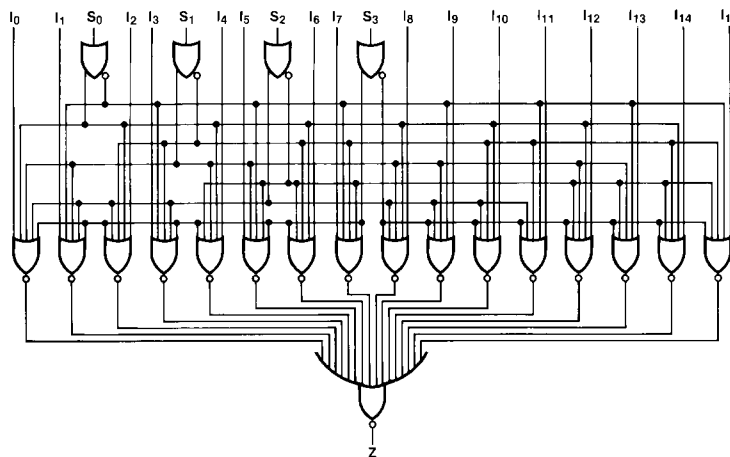 I₀ I₁ S₀ I₂ I₃ S₁ I₄ I₅ S₂ I₆ I₇ S₃ I₈ I₉ I₁₀ I₁₁ I₁₂ I₁₃ I₁₄ I₁
Z